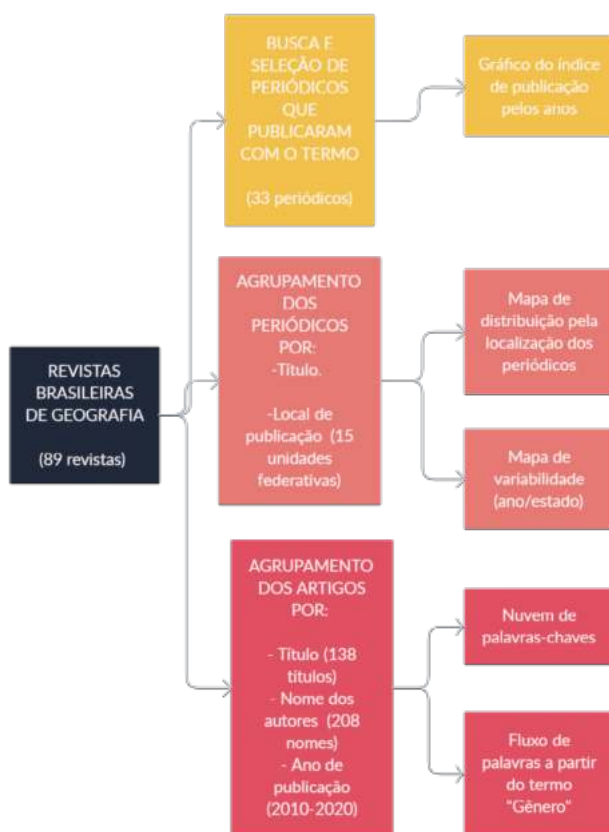 BUSCA E
SELEÇÃO DE
PERIÓDICOS
QUE
PUBLICARAM
COM O TERMO
(33 periódicos)
Gráfico do índice
de publicação
pelos anos
REVISTAS
BRASILEIRAS
DE GEOGRAFIA
(89 revistas)
AGRUPAMENTO
DOS
PERIÓDICOS
POR:
-Título.
-Local de
publicação (15
unidades
federativas)
Mapa de
distribuição pela
localização dos
periódicos
Mapa de
variabilidade
(ano/estado)
AGRUPAMENTO
DOS ARTIGOS
POR:
- Título (138
títulos)
- Nome dos
autores (208
nomes)
- Ano de
publicação
(2010-2020)
Nuvem de
palavras-chaves
Fluxo de
palavras a partir
do termo
"Gênero"